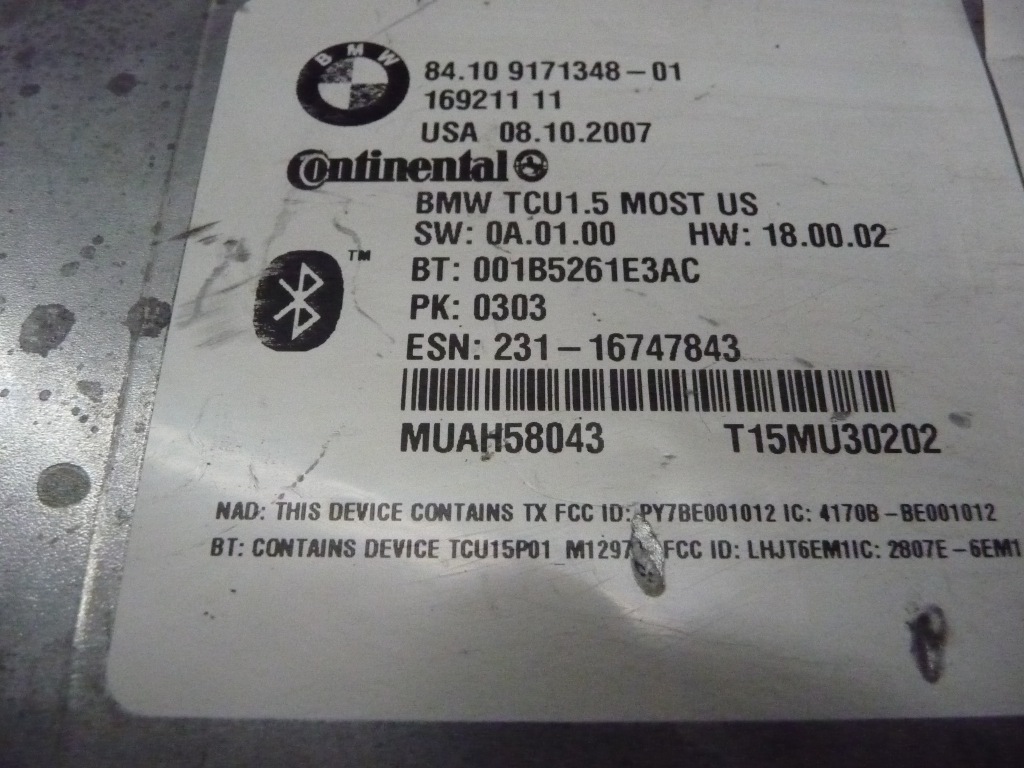 BMW
84.10 9171348-01
169211 11
USA 08.10.2007
Continental
BMW TCU1.5 MOST US
SW: 0A.01.00 HW: 18.00.02
TM
BT: 001B5261E3AC
PK: 0303
ESN: 231-16747843
MUAH58043 T15MU30202
NAD: THIS DEVICE CONTAINS TX FCC ID: PY7BE001012 IC: 4170B-BE001012
BT: CONTAINS DEVICE TCU15P01 FCC ID: LHJT6EM1IC: 2807E-6EM1